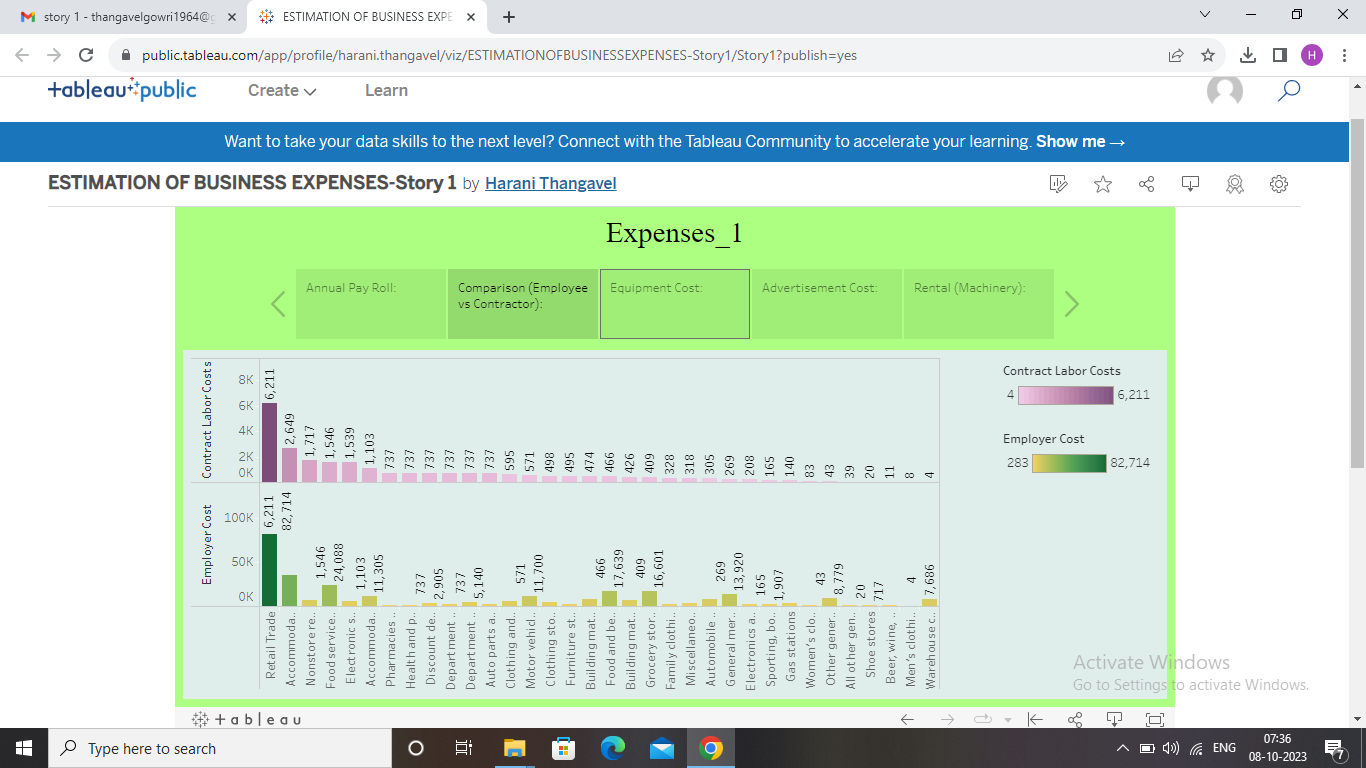 story 1 - thangavelgowri1964@g
ESTIMATION OF BUSINESS EXPE
public.tableau.com/app/profile/harani.thangavel/viz/ESTIMATIONOFBUSINESSEXPENSES-Story1/Story1?publish=yes
H
+ab|eau public
Create
Learn
Want to take your data skills to the next level? Connect with the Tableau Community to accelerate your learning. Show me →
ESTIMATION OF BUSINESS EXPENSES-Story 1 by Harani Thangavel
Expenses_1
Annual Pay Roll:
Comparison (Employee
vs Contractor):
Equipment Cost:
Advertisement Cost:
Rental (Machinery):
Contract Labor Costs
8K
6K
4K
2K
0K
6,211
2,649
1,717
1,546
1,539
1,103
737
737
737
737
737
737
595
571
498
495
474
466
426
409
328
318
305
269
208
165
140
83
43
39
20
11
8
4
Employer Cost
100K
50K
0K
6,211
82,714
1,546
24,088
1,103
11,305
737
2,905
737
5,140
571
11,700
466
17,639
409
16,601
269
13,920
165
1,907
43
8,779
20
717
4
7,686
Retail Trade
Accommoda..
Nonstore re..
Food service..
Electronic s..
Accommoda..
Pharmacies ..
Health and p..
Discount de..
Department ..
Department ..
Auto parts a..
Clothing and..
Motor vehicl..
Clothing sto..
Furniture st..
Building mat..
Food and be..
Building mat..
Grocery stor..
Family clothi..
Miscellaneo..
Automobile ..
General mer..
Electronics a..
Sporting, bo..
Gas stations
Women's clo..
Other gener..
All other gen..
Shoe stores
Beer, wine, ..
Men's clothi..
Warehouse c..
Contract Labor Costs
4 6,211
Employer Cost
283 82,714
Activate Windows
Go to Settings to activate Windows.
+ a b | e a u
Type here to search
ENG
07:36
08-10-2023
7